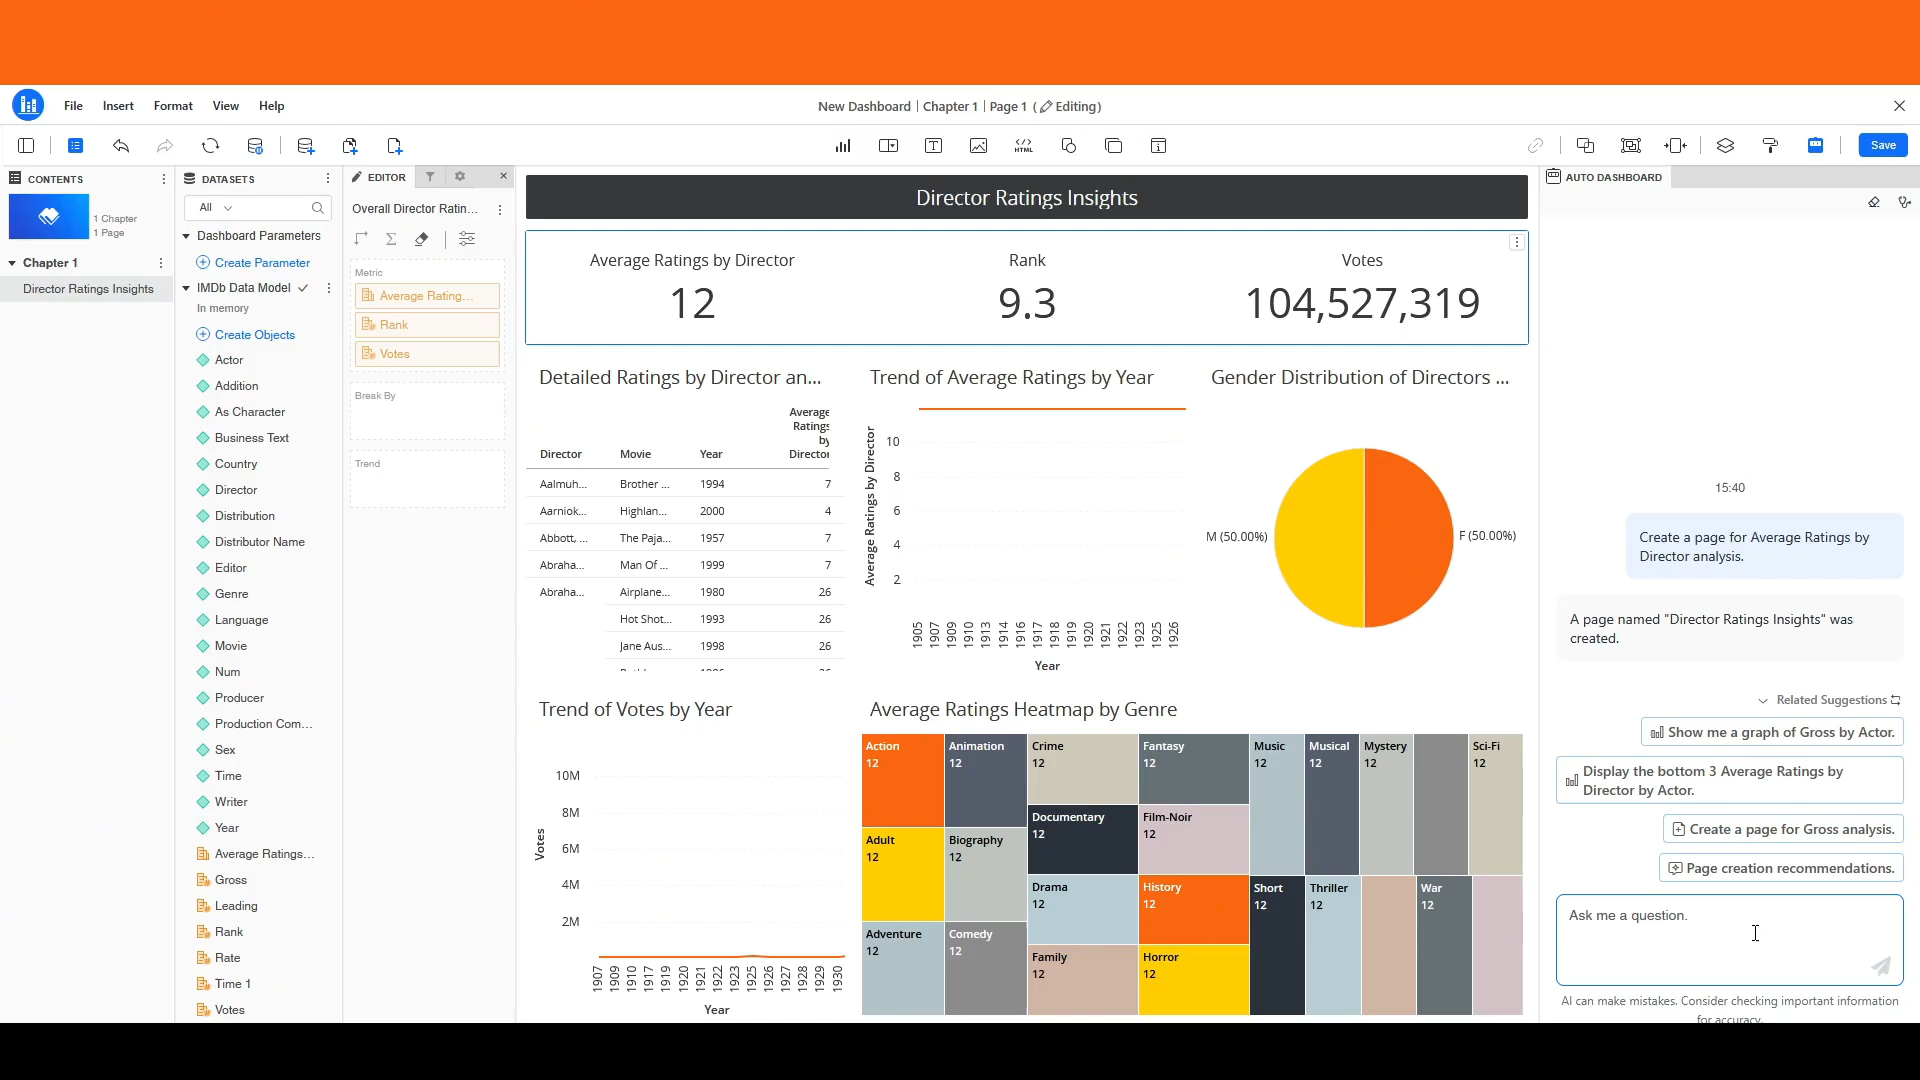 File Insert Format View Help
New Dashboard | Chapter 1 | Page 1 ( Editing)
HTML
Save
CONTENTS
1 Chapter
1 Page
Chapter 1
Director Ratings Insights
DATASETS
All
Dashboard Parameters
Create Parameter
IMDb Data Model
In memory
Create Objects
Actor
Addition
As Character
Business Text
Country
Director
Distribution
Distributor Name
Editor
Genre
Language
Movie
Num
Producer
Production Com...
Sex
Time
Writer
Year
Average Ratings...
Gross
Leading
Rank
Rate
Time 1
Votes
EDITOR
Overall Director Ratin...
Metric
Average Rating...
Rank
Votes
Break By
Trend
Director Ratings Insights
Average Ratings by Director
12
Rank
9.3
Votes
104,527,319
Detailed Ratings by Director an...
Average
Ratings
by
Director Movie Year Director
Aalmuh... Brother ... 1994 7
Aarniok... Highlan... 2000 4
Abbott, ... The Paja... 1957 7
Abraha... Man Of ... 1999 7
Abraha... Airplane... 1980 26
Hot Shot... 1993 26
Jane Aus... 1998 26
Trend of Average Ratings by Year
Average Ratings by Director
10
8
6
4
2
1905 1907 1909 1910 1913 1914 1916 1917 1918 1919 1920 1921 1922 1923 1925 1926
Year
Gender Distribution of Directors ...
M (50.00%)
F (50.00%)
Trend of Votes by Year
Votes
10M
8M
6M
4M
2M
1907 1909 1910 1917 1919 1920 1921 1922 1923 1925 1926 1927 1928 1929 1930
Year
Average Ratings Heatmap by Genre
Action
12
Adult
12
Adventure
12
Animation
12
Biography
12
Comedy
12
Crime
12
Documentary
12
Drama
12
Family
12
Fantasy
12
Film-Noir
12
History
12
Horror
12
Music
12
Musical
12
Mystery
12
Sci-Fi
12
Short
12
Thriller
12
War
12
AUTO DASHBOARD
15:40
Create a page for Average Ratings by
Director analysis.
A page named "Director Ratings Insights" was
created.
Related Suggestions
Show me a graph of Gross by Actor.
Display the bottom 3 Average Ratings by
Director by Actor.
Create a page for Gross analysis.
Page creation recommendations.
Ask me a question.
AI can make mistakes. Consider checking important information
for accuracy.